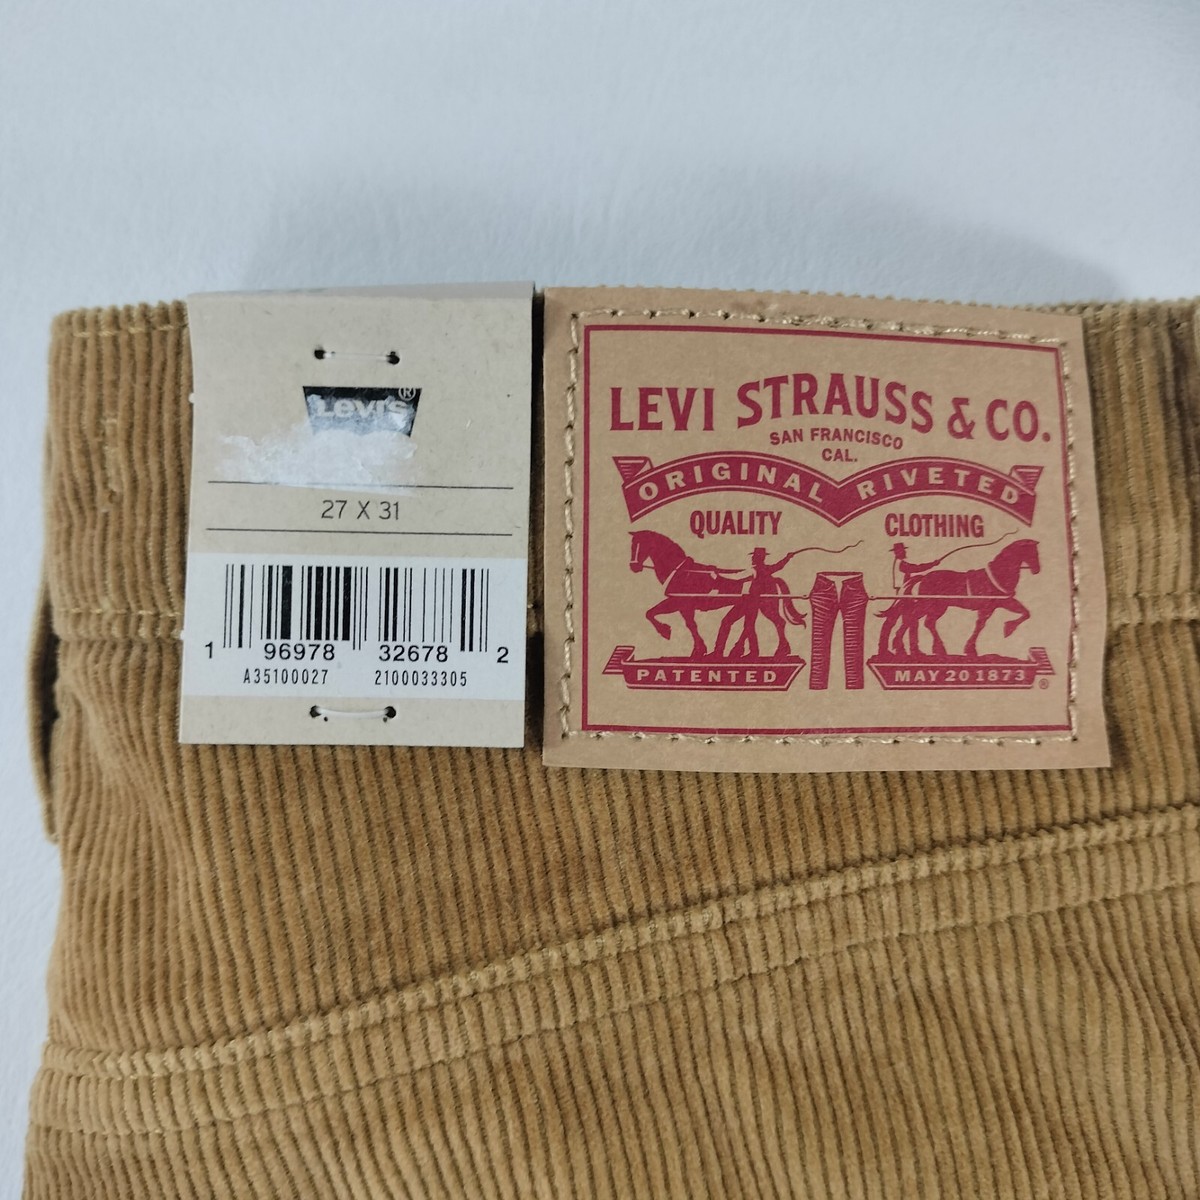 Levi's®
27 X 31
1 96978 32678 2
A35100027 2100033305
LEVI STRAUSS & CO.
SAN FRANCISCO
CAL.
ORIGINAL RIVETED
QUALITY CLOTHING
PATENTED MAY 20 1873 ®